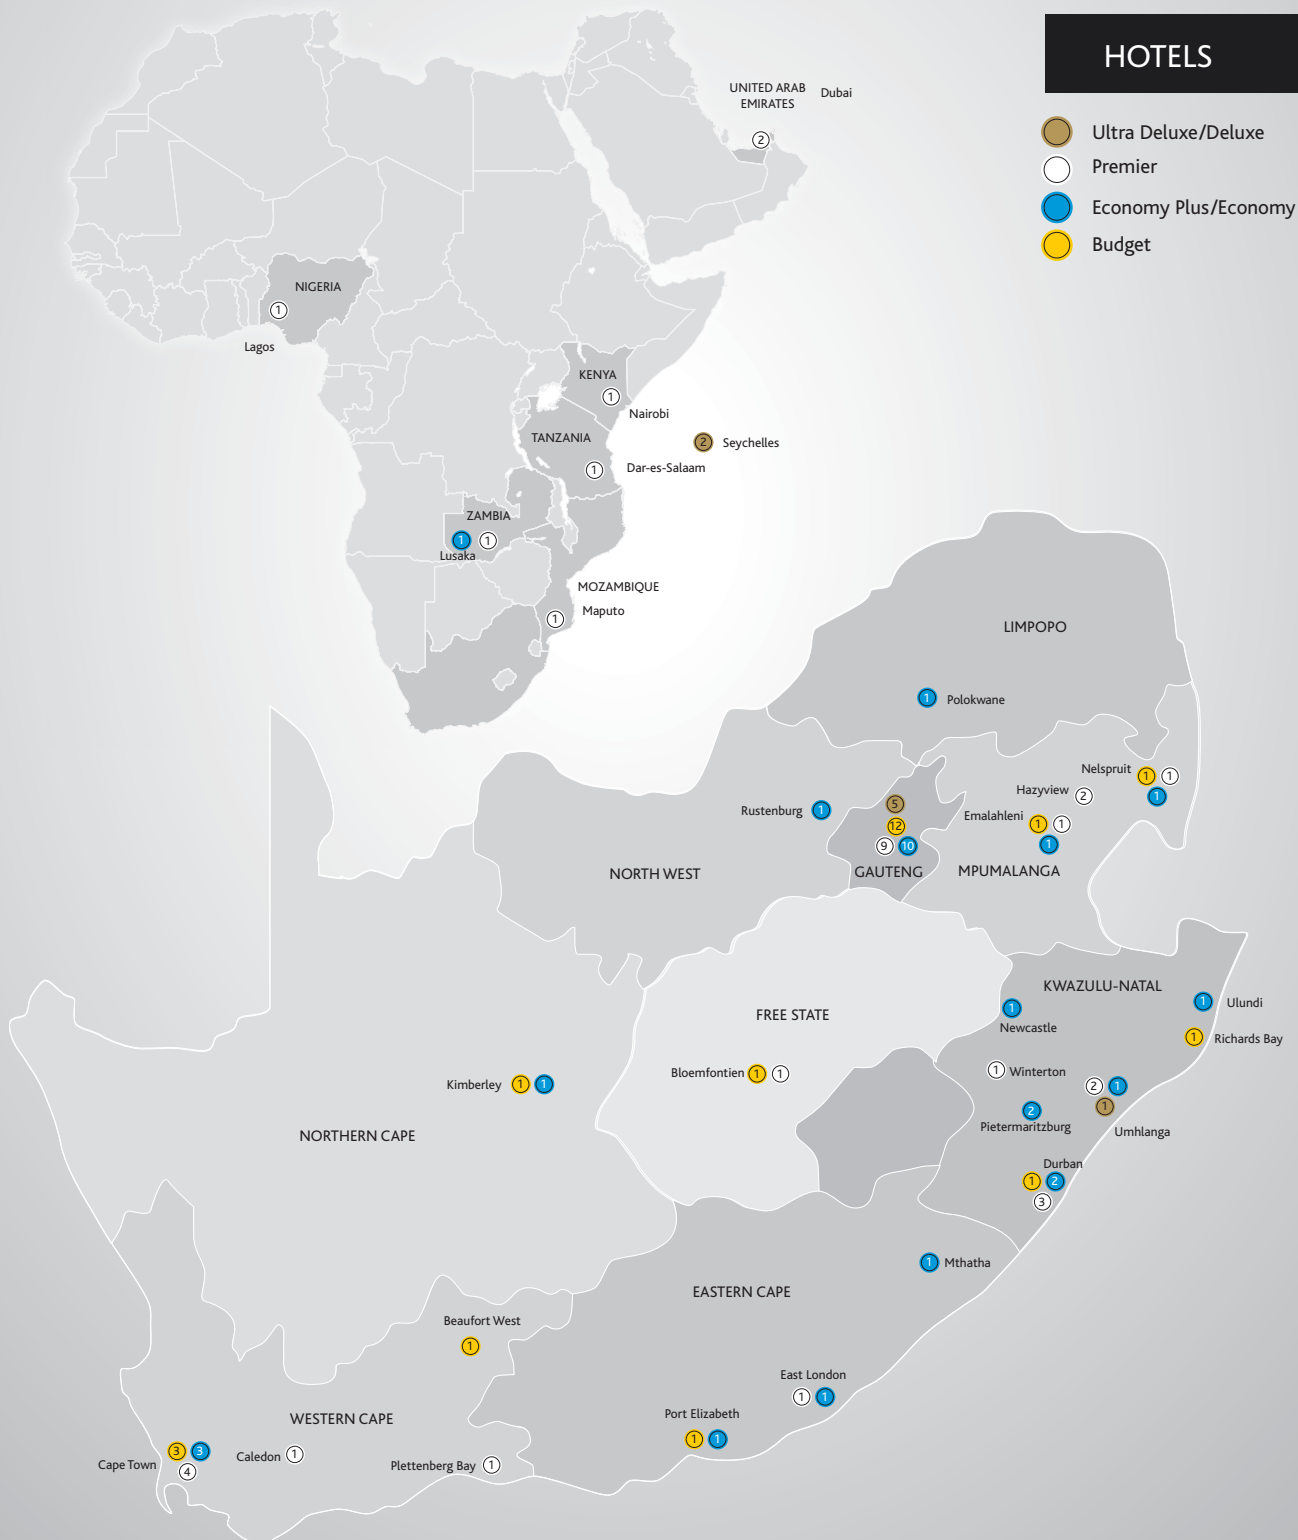 HOTELS
Ultra Deluxe/Deluxe
Premier
Economy Plus/Economy
Budget
UNITED ARAB
EMIRATES
Dubai
2
NIGERIA
1
Lagos
KENYA
1
Nairobi
TANZANIA
2
Seychelles
1
Dar-es-Salaam
ZAMBIA
1
1
Lusaka
MOZAMBIQUE
1
Maputo
LIMPOPO
1
Polokwane
Nelspruit
1
1
1
Hazyview
2
Emalahleni
1
1
1
MPUMALANGA
Rustenburg
1
5
12
9
10
GAUTENG
NORTH WEST
KWAZULU-NATAL
1
Newcastle
1
Ulundi
1
Richards Bay
FREE STATE
Bloemfontien
1
1
1
Winterton
2
1
1
Umhlanga
2
Pietermaritzburg
Kimberley
1
1
NORTHERN CAPE
Durban
1
2
3
1
Mthatha
EASTERN CAPE
Beaufort West
1
East London
1
1
Port Elizabeth
1
1
WESTERN CAPE
3
3
4
Cape Town
Caledon
1
Plettenberg Bay
1